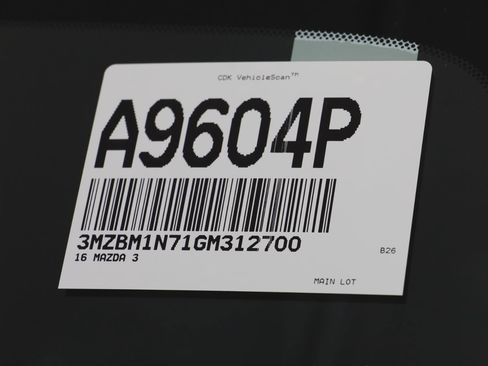 CDK VehicleScan™
A9604P
3MZBM1N71GM312700
16 MAZDA 3
B26
MAIN LOT